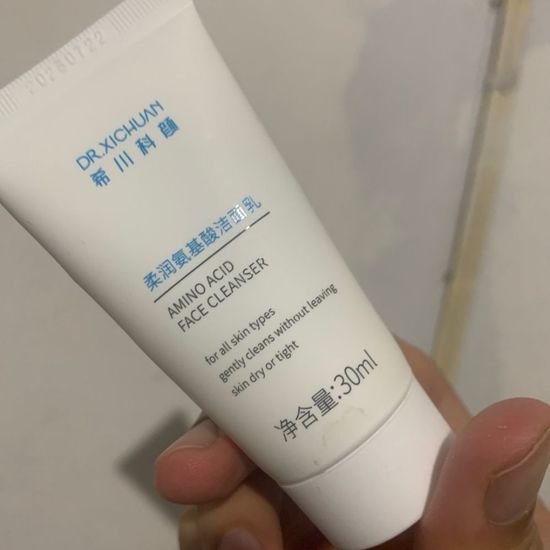 20280722
DR.XICHUAN
希川科颜
柔润氨基酸洁面乳
AMINO ACID
FACE CLEANSER
for all skin types
gently cleans without leaving
skin dry or tight
净含量:30ml